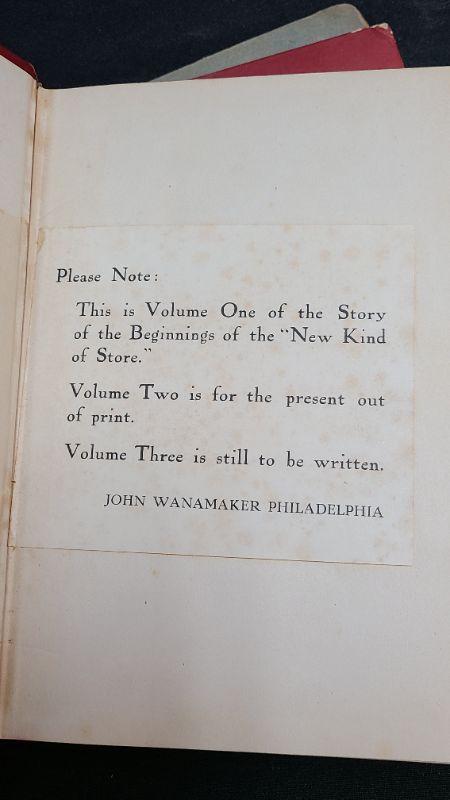 Please Note:
This is Volume One of the Story
of the Beginnings of the "New Kind
of Store."
Volume Two is for the present out
of print.
Volume Three is still to be written.
JOHN WANAMAKER PHILADELPHIA